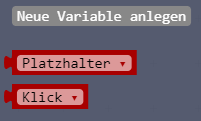 Neue Variable anlegen
Platzhalter ▾
Klick ▾